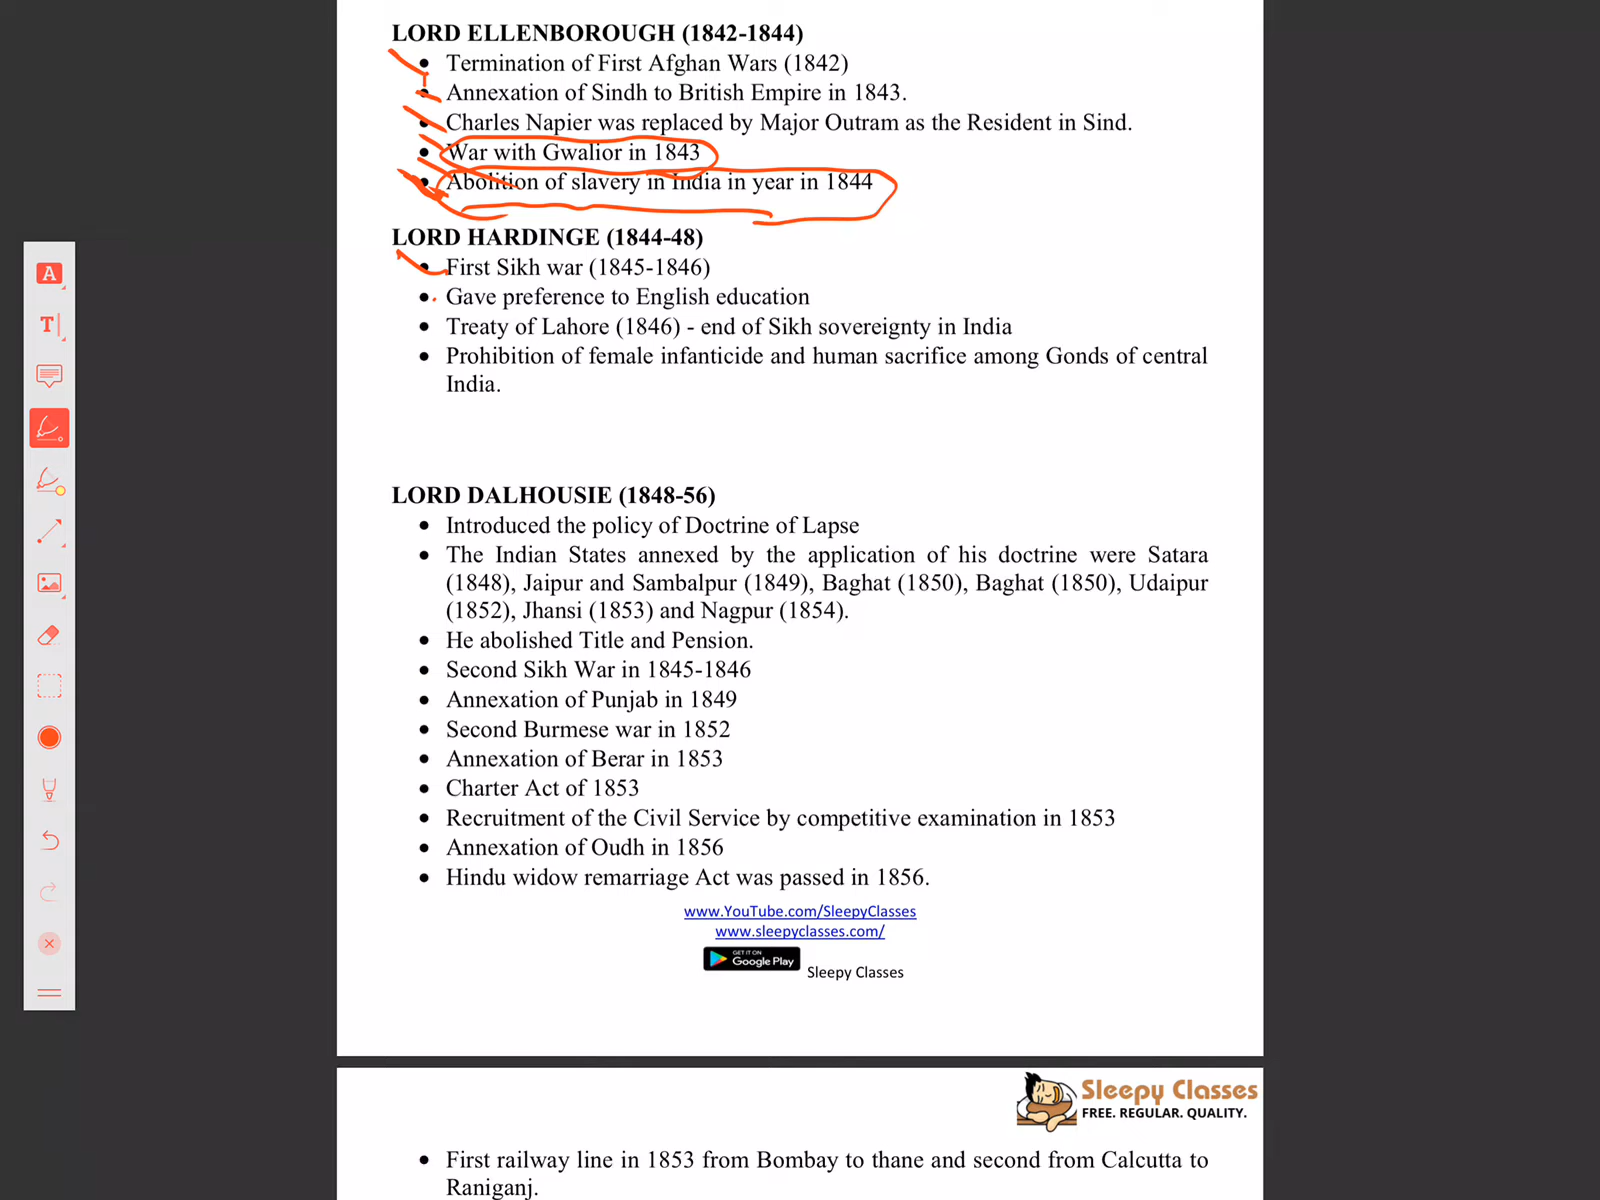 LORD ELLENBOROUGH (1842-1844)
• Termination of First Afghan Wars (1842)
• Annexation of Sindh to British Empire in 1843.
• Charles Napier was replaced by Major Outram as the Resident in Sind.
• War with Gwalior in 1843
• Abolition of slavery in India in year in 1844
LORD HARDINGE (1844-48)
• First Sikh war (1845-1846)
• Gave preference to English education
• Treaty of Lahore (1846) - end of Sikh sovereignty in India
• Prohibition of female infanticide and human sacrifice among Gonds of central
India.
LORD DALHOUSIE (1848-56)
• Introduced the policy of Doctrine of Lapse
• The Indian States annexed by the application of his doctrine were Satara
(1848), Jaipur and Sambalpur (1849), Baghat (1850), Baghat (1850), Udaipur
(1852), Jhansi (1853) and Nagpur (1854).
• He abolished Title and Pension.
• Second Sikh War in 1845-1846
• Annexation of Punjab in 1849
• Second Burmese war in 1852
• Annexation of Berar in 1853
• Charter Act of 1853
• Recruitment of the Civil Service by competitive examination in 1853
• Annexation of Oudh in 1856
• Hindu widow remarriage Act was passed in 1856.
www.YouTube.com/SleepyClasses
www.sleepyclasses.com/
GET IT ON
Google Play
Sleepy Classes
Sleepy Classes
FREE. REGULAR. QUALITY.
• First railway line in 1853 from Bombay to thane and second from Calcutta to
Raniganj.
A
T